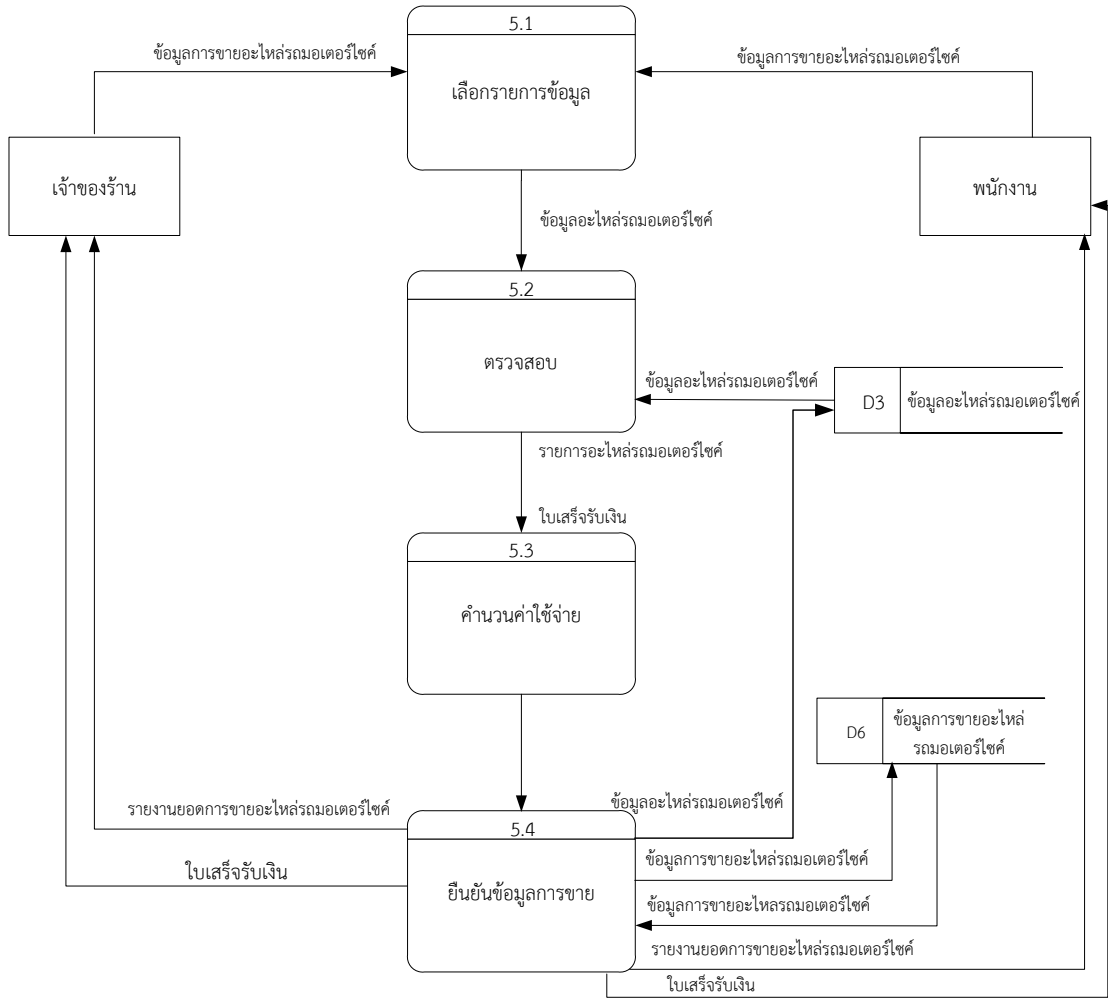 5.1
ข้อมูลการขายอะไหล่รถมอเตอร์ไซค์
ข้อมูลการขายอะไหล่รถมอเตอร์ไซค์
เลือกรายการข้อมูล
เจ้าของร้าน
พนักงาน
ข้อมูลอะไหล่รถมอเตอร์ไซค์
5.2
ตรวจสอบ
ข้อมูลอะไหล่รถมอเตอร์ไซค์
D3
ข้อมูลอะไหล่รถมอเตอร์ไซค์
รายการอะไหล่รถมอเตอร์ไซค์
ใบเสร็จรับเงิน
5.3
คำนวนค่าใช้จ่าย
D6
ข้อมูลการขายอะไหล่
รถมอเตอร์ไซค์
รายงานยอดการขายอะไหล่รถมอเตอร์ไซค์
ข้อมูลอะไหล่รถมอเตอร์ไซค์
5.4
ใบเสร็จรับเงิน
ข้อมูลการขายอะไหล่รถมอเตอร์ไซค์
ยืนยันข้อมูลการขาย
ข้อมูลการขายอะไหลรถมอเตอร์ไซค์
รายงานยอดการขายอะไหล่รถมอเตอร์ไซค์
ใบเสร็จรับเงิน